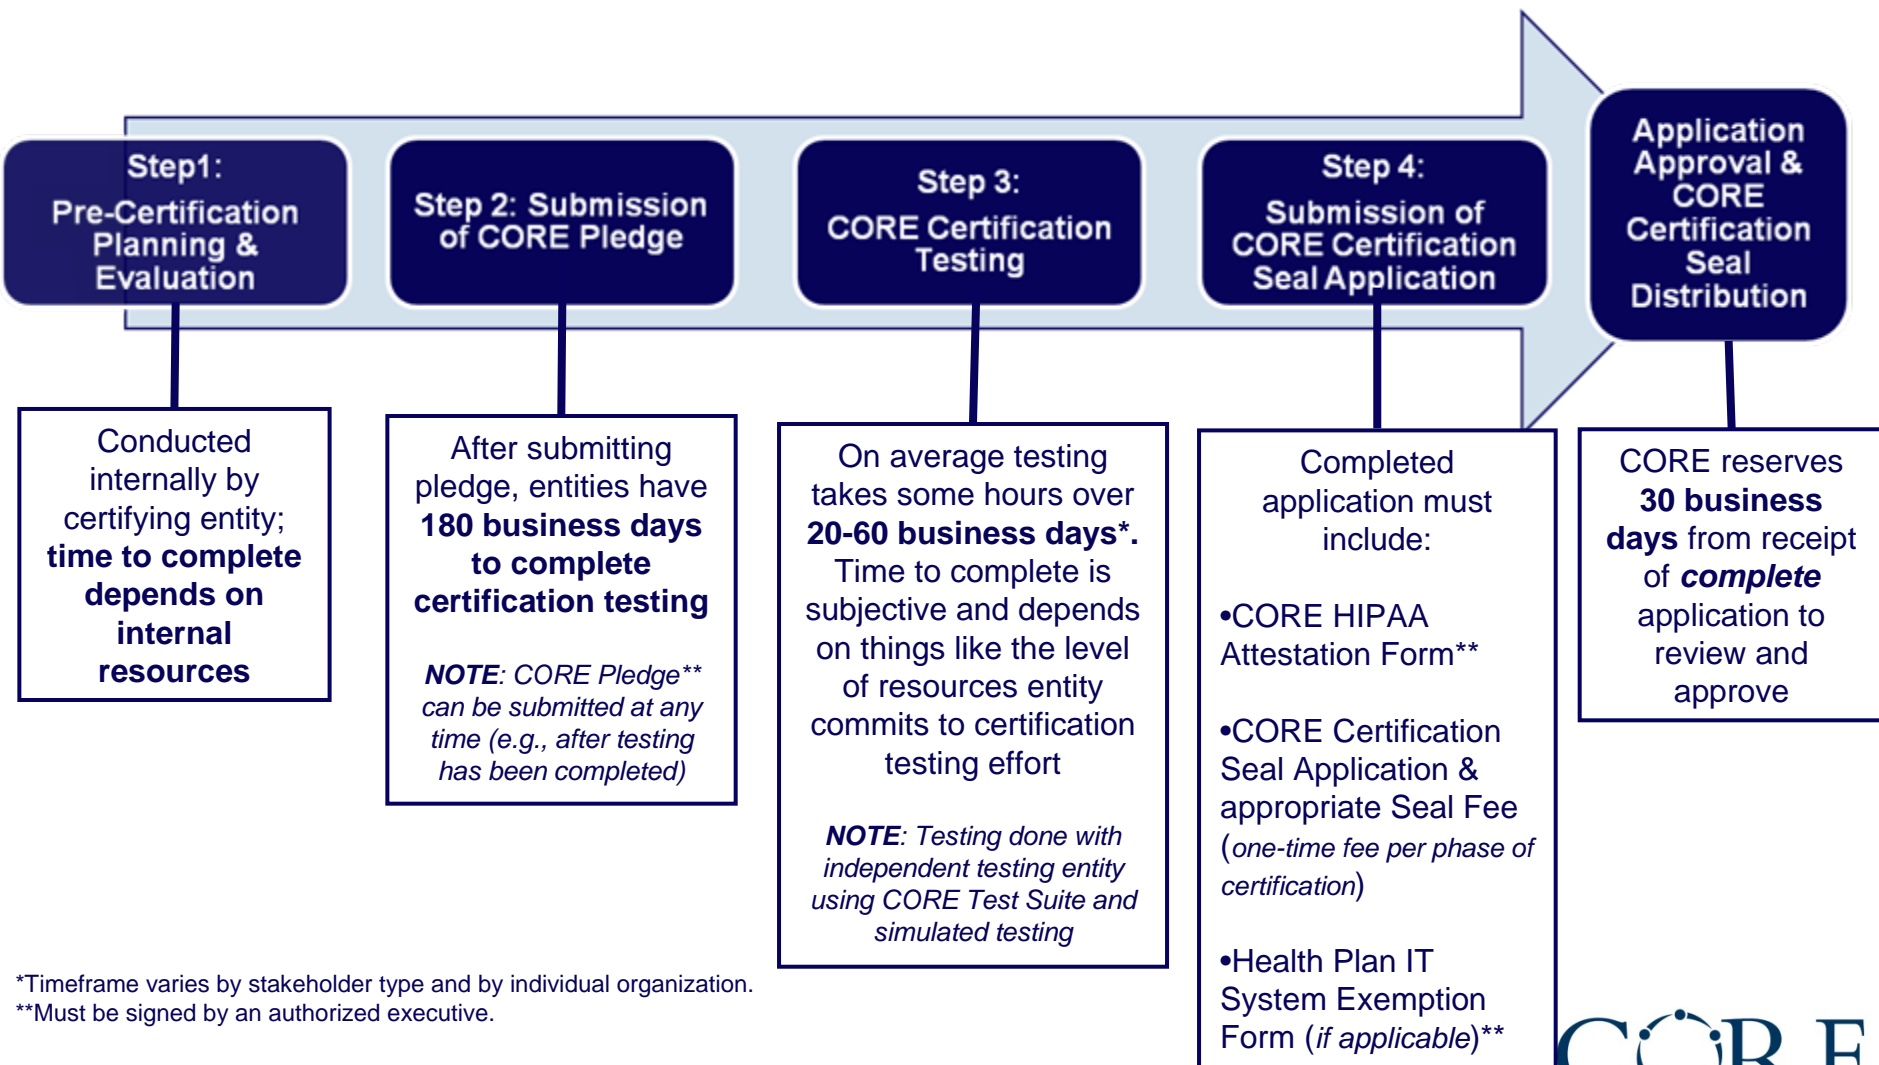 Step1:
Pre-Certification
Planning &
Evaluation
Step 2: Submission
of CORE Pledge
Step 3:
CORE Certification
Testing
Step 4:
Submission of
CORE Certification
Seal Application
Application
Approval &
CORE
Certification
Seal
Distribution
Conducted
internally by
certifying entity;
time to complete
depends on
internal
resources
After submitting
pledge, entities have
180 business days
to complete
certification testing
NOTE: CORE Pledge**
can be submitted at any
time (e.g., after testing
has been completed)
On average testing
takes some hours over
20-60 business days*.
Time to complete is
subjective and depends
on things like the level
of resources entity
commits to certification
testing effort
NOTE: Testing done with
independent testing entity
using CORE Test Suite and
simulated testing
Completed
application must
include:
•CORE HIPAA
Attestation Form**
•CORE Certification
Seal Application &
appropriate Seal Fee
(one-time fee per phase of
certification)
•Health Plan IT
System Exemption
Form (if applicable)**
CORE reserves
30 business
days from receipt
of complete
application to
review and
approve
*Timeframe varies by stakeholder type and by individual organization.
**Must be signed by an authorized executive.
CORE